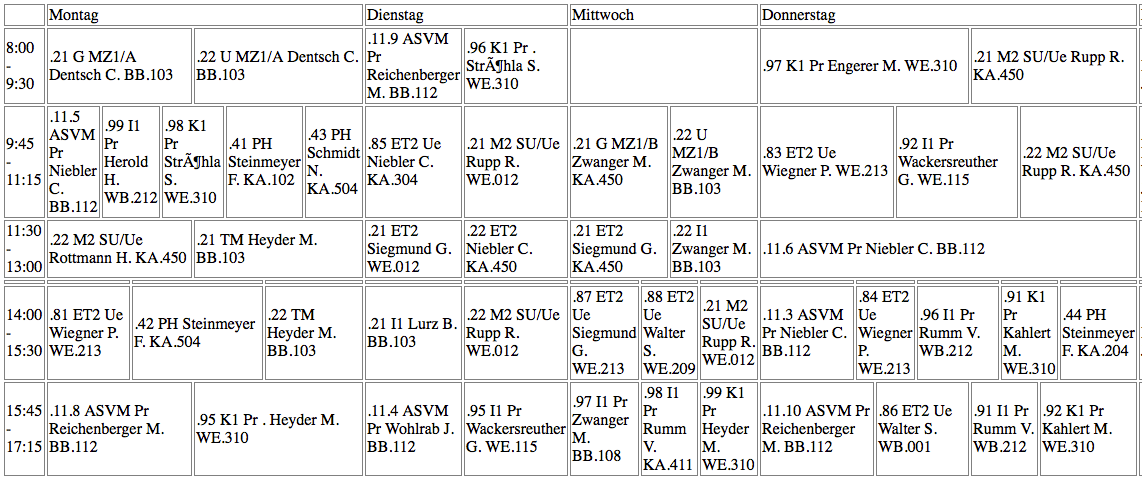 Montag Dienstag Mittwoch Donnerstag
8:00
-
9:30
.21 G MZ1/A
Dentsch C. BB.103
.22 U MZ1/A Dentsch C.
BB.103
.11.9 ASVM
Pr
Reichenberger
M. BB.112
.96 K1 Pr .
StrÃ¶hla S.
WE.310
.97 K1 Pr Engerer M. WE.310
.21 M2 SU/Ue Rupp R.
KA.450
9:45
-
11:15
.11.5
ASVM
Pr
Niebler
C.
BB.112
.99 I1
Pr
Herold
H.
WB.212
.98 K1
Pr
StrÃ¶hla
S.
WE.310
.41 PH
Steinmeyer
F. KA.102
.43 PH
Schmidt
N.
KA.504
.85 ET2 Ue
Niebler C.
KA.304
.21 M2 SU/Ue
Rupp R.
WE.012
.21 G MZ1/B
Zwanger M.
KA.450
.22 U
MZ1/B
Zwanger M.
BB.103
.83 ET2 Ue
Wiegner P. WE.213
.92 I1 Pr
Wackersreuther
G. WE.115
.22 M2 SU/Ue
Rupp R. KA.450
11:30
-
13:00
.22 M2 SU/Ue
Rottmann H. KA.450
.21 TM Heyder M.
BB.103
.21 ET2
Siegmund G.
WE.012
.22 ET2
Niebler C.
KA.450
.21 ET2
Siegmund G.
KA.450
.22 I1
Zwanger M.
BB.103
.11.6 ASVM Pr Niebler C. BB.112
14:00
-
15:30
.81 ET2 Ue
Wiegner P.
WE.213
.42 PH Steinmeyer
F. KA.504
.22 TM
Heyder M.
BB.103
.21 I1 Lurz B.
BB.103
.22 M2 SU/Ue
Rupp R.
WE.012
.87 ET2
Ue
Siegmund
G.
WE.213
.88 ET2
Ue
Walter
S.
WE.209
.21 M2
SU/Ue
Rupp R.
WE.012
.11.3 ASVM
Pr Niebler C.
BB.112
.84 ET2
Ue
Wiegner
P.
WE.213
.96 I1 Pr
Rumm V.
WB.212
.91 K1
Pr
Kahlert
M.
WE.310
.44 PH
Steinmeyer
F. KA.204
15:45
-
17:15
.11.8 ASVM Pr
Reichenberger M.
BB.112
.95 K1 Pr . Heyder M.
WE.310
.11.4 ASVM
Pr Wohlrab J.
BB.112
.95 I1 Pr
Wackersreuther
G. WE.115
.97 I1 Pr
Zwanger
M.
BB.108
.98 I1
Pr
Rumm
V.
KA.411
.99 K1
Pr
Heyder
M.
WE.310
.11.10 ASVM Pr
Reichenberger
M. BB.112
.86 ET2 Ue
Walter S.
WB.001
.91 I1 Pr
Rumm V.
WB.212
.92 K1 Pr
Kahlert M.
WE.310